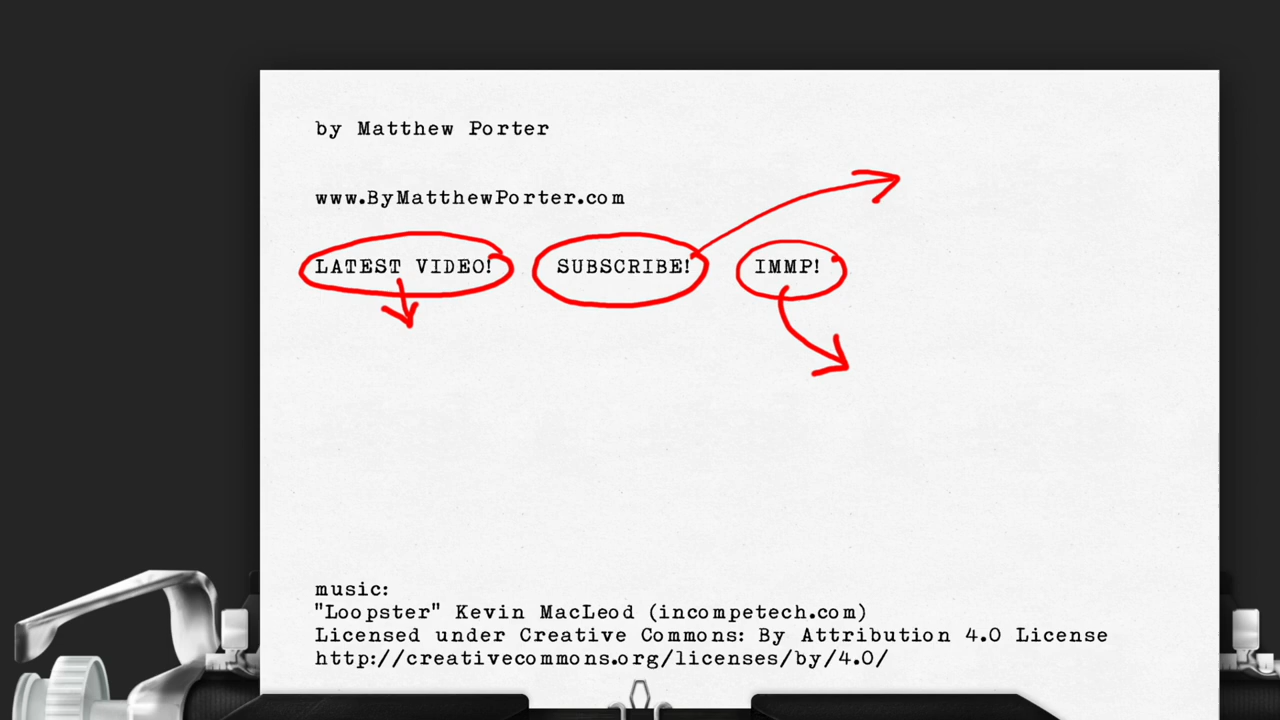 by Matthew Porter
www.ByMatthewPorter.com
LATEST VIDEO! SUBSCRIBE! IMMP!
music:
"Loopster" Kevin MacLeod (incompetech.com)
Licensed under Creative Commons: By Attribution 4.0 License
http://creativecommons.org/licenses/by/4.0/